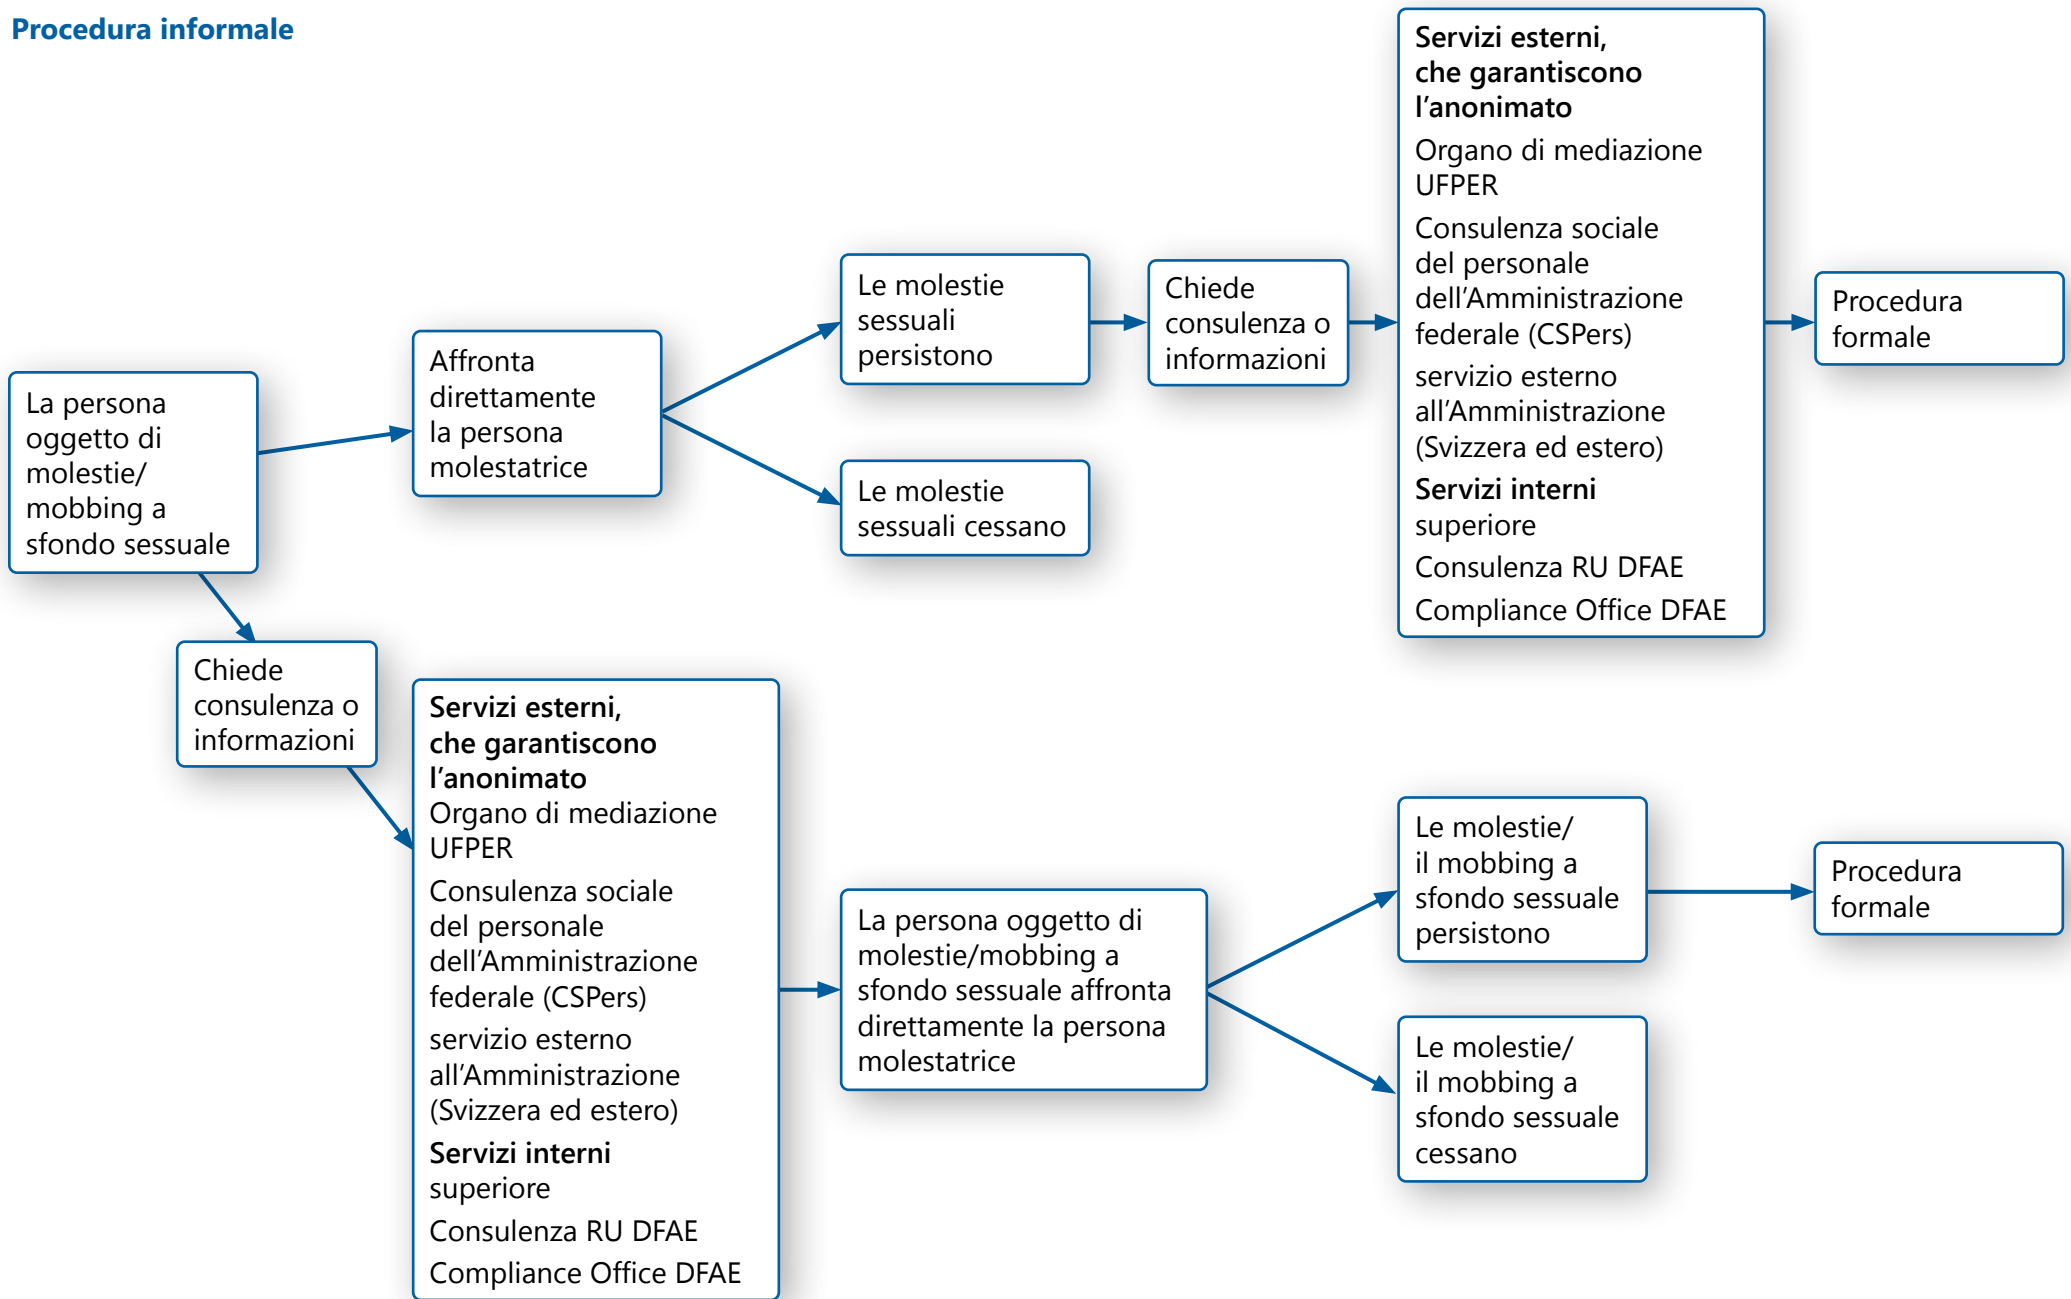 Procedura informale
La persona
oggetto di
molestie/
mobbing a
sfondo sessuale
Affronta
direttamente
la persona
molestatrice
Le molestie
sessuali
persistono
Chiede
consulenza o
informazioni
Servizi esterni,
che garantiscono
l’anonimato
Organo di mediazione
UFPER
Consulenza sociale
del personale
dell’Amministrazione
federale (CSPers)
servizio esterno
all’Amministrazione
(Svizzera ed estero)
Servizi interni
superiore
Consulenza RU DFAE
Compliance Office DFAE
Procedura
formale
Le molestie
sessuali cessano
Chiede
consulenza o
informazioni
Servizi esterni,
che garantiscono
l’anonimato
Organo di mediazione
UFPER
Consulenza sociale
del personale
dell’Amministrazione
federale (CSPers)
servizio esterno
all’Amministrazione
(Svizzera ed estero)
Servizi interni
superiore
Consulenza RU DFAE
Compliance Office DFAE
La persona oggetto di
molestie/mobbing a
sfondo sessuale affronta
direttamente la persona
molestatrice
Le molestie/
il mobbing a
sfondo sessuale
persistono
Procedura
formale
Le molestie/
il mobbing a
sfondo sessuale
cessano